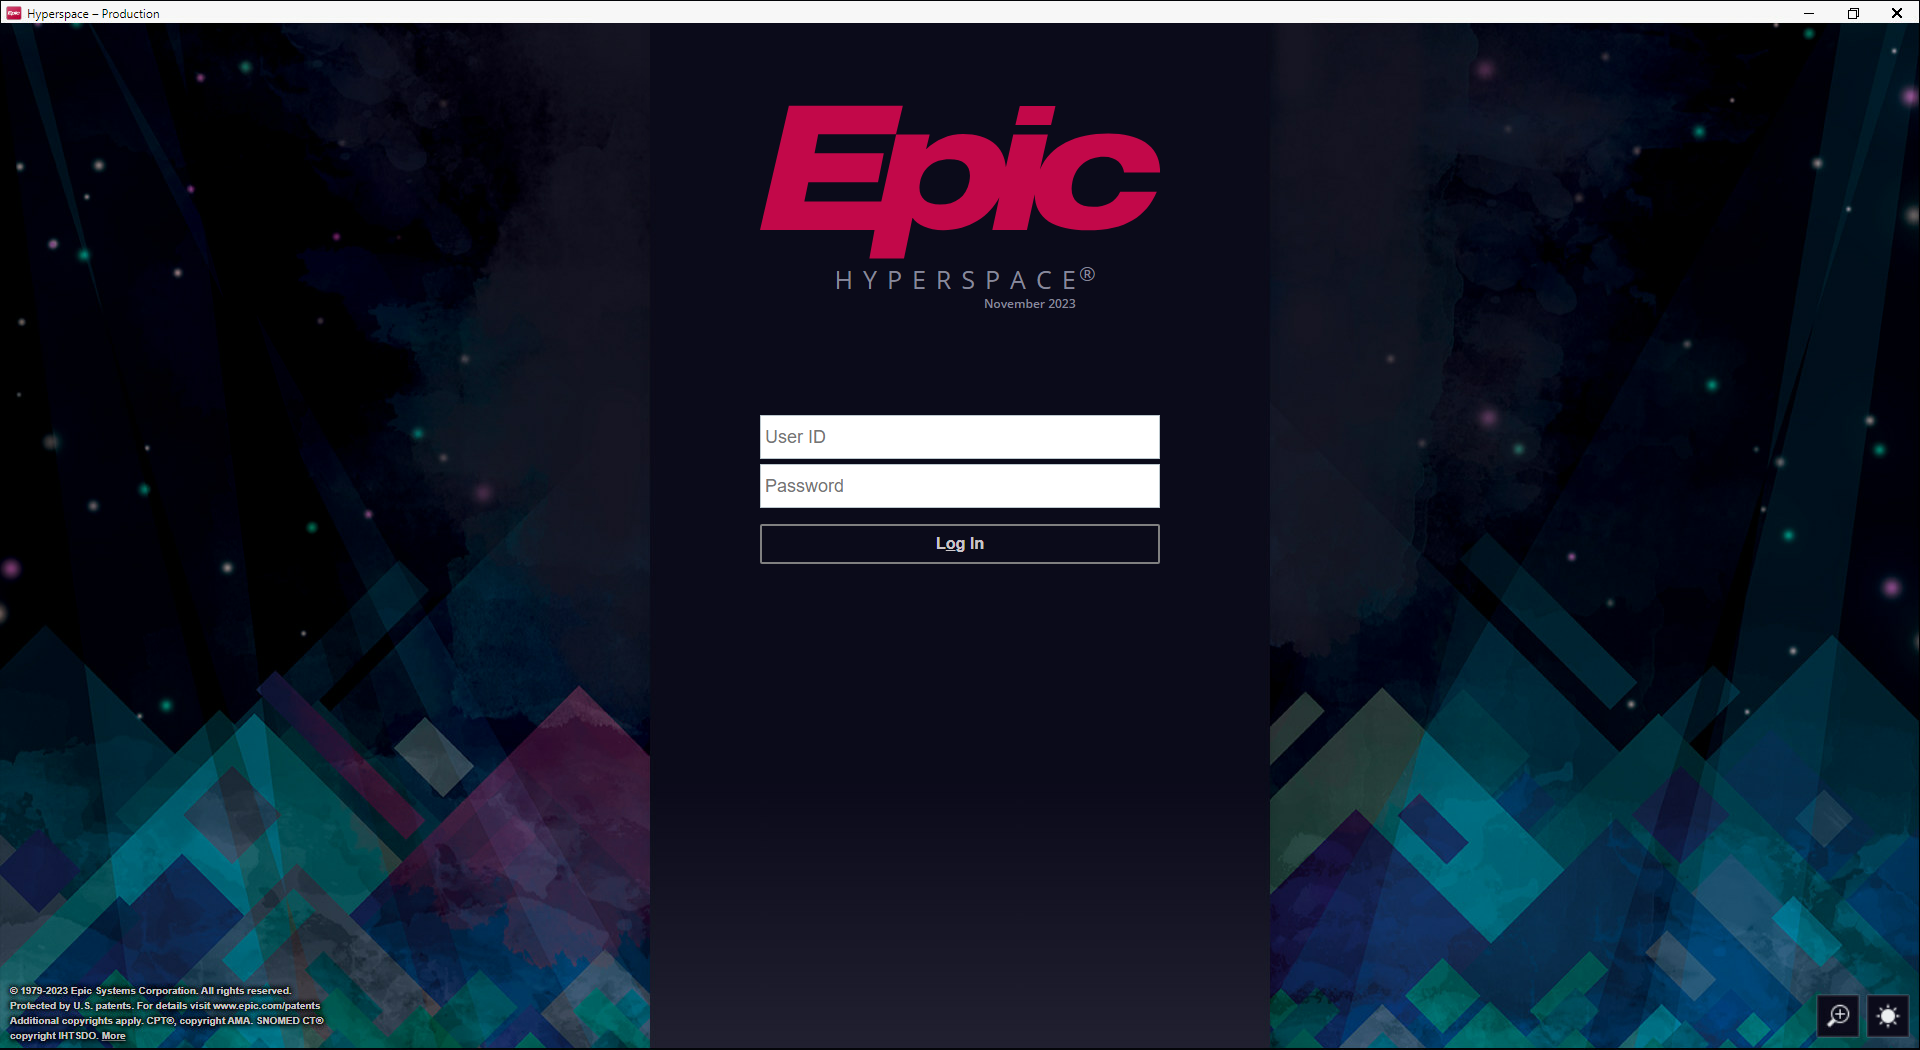 Epic
Hyperspace – Production
Epic
HYPERSPACE®
November 2023
User ID
Password
Log In
© 1979-2023 Epic Systems Corporation. All rights reserved.
Protected by U.S. patents. For details visit www.epic.com/patents
Additional copyrights apply. CPT®, copyright AMA. SNOMED CT®
copyright IHTSDO. More